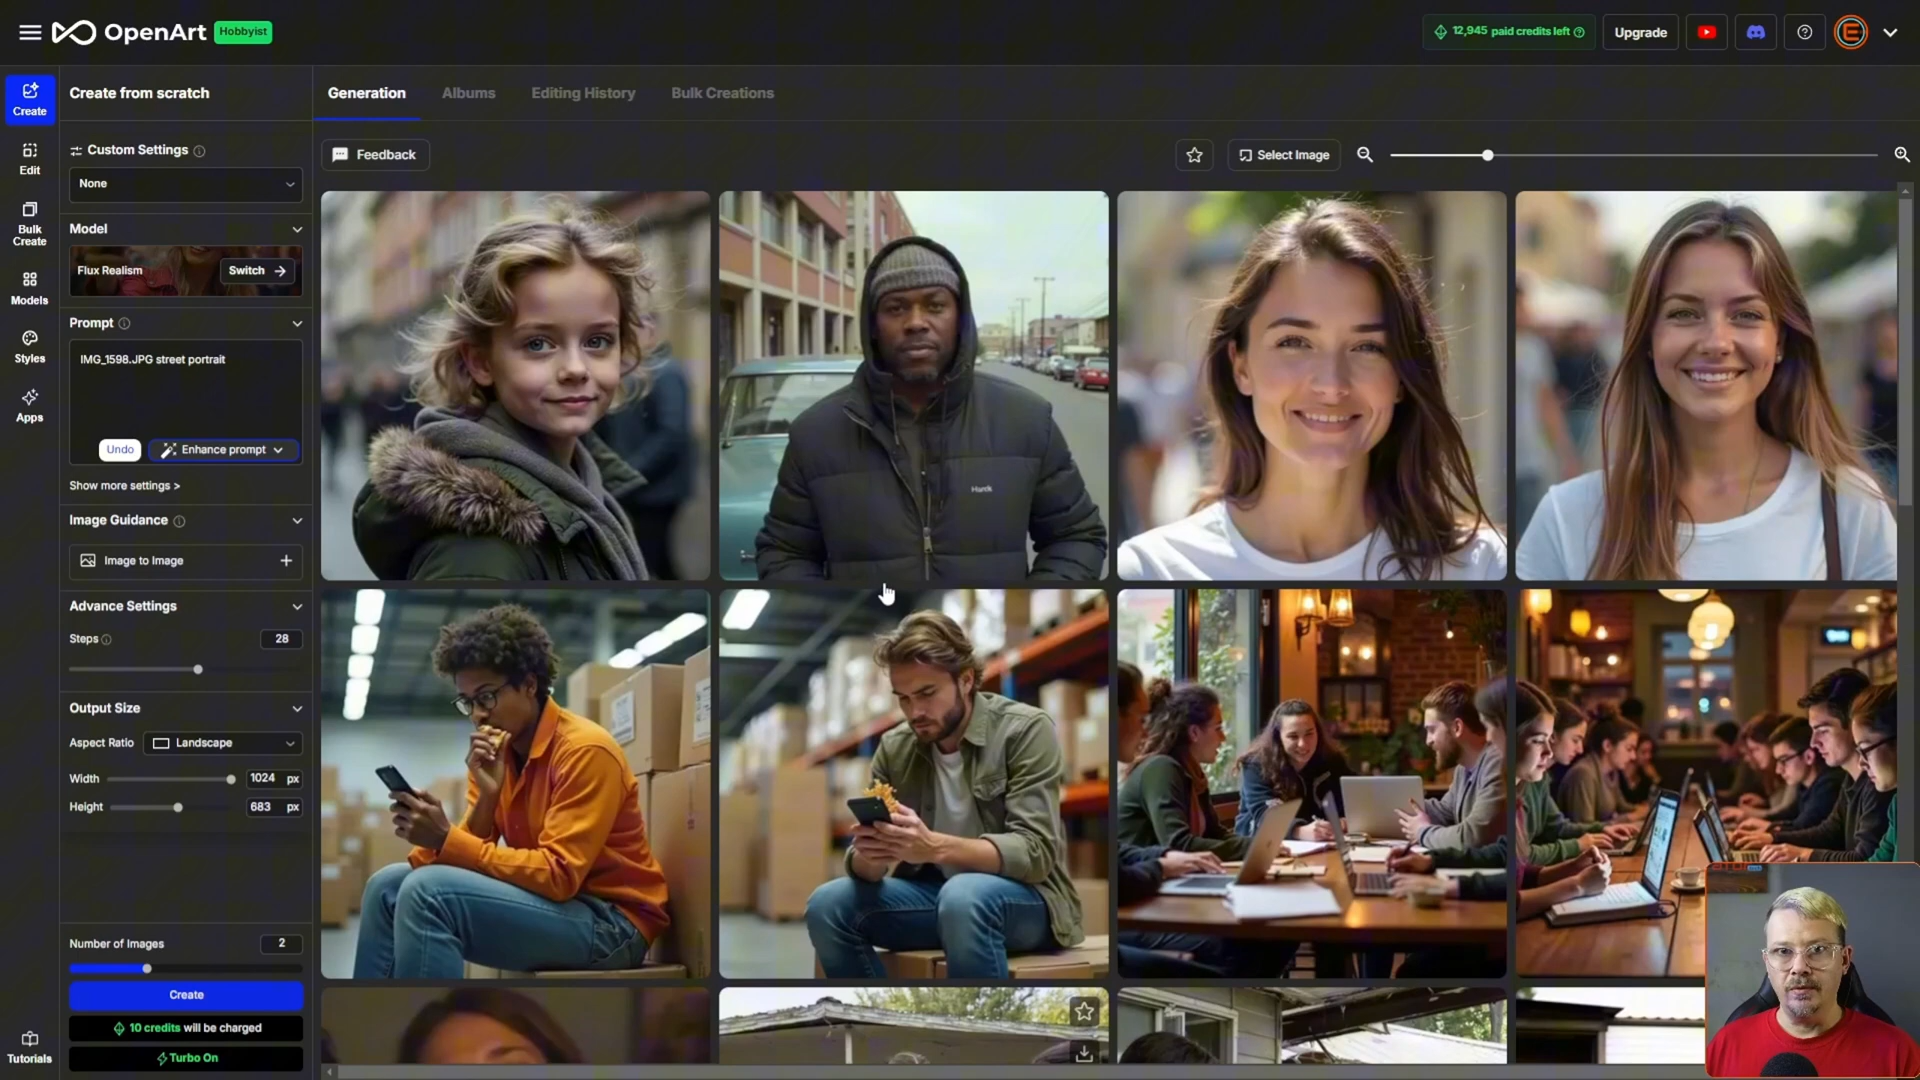 OpenArt Hobbyist
12,945 paid credits left
Upgrade
Create
Edit
Bulk
Create
Models
Styles
Apps
Tutorials
Create from scratch
Custom Settings
None
Model
Flux Realism
Switch →
Prompt
IMG_1598.JPG street portrait
Undo
Enhance prompt
Show more settings >
Image Guidance
Image to Image +
Advance Settings
Steps 28
Output Size
Aspect Ratio Landscape
Width 1024 px
Height 683 px
Number of Images 2
Create
10 credits will be charged
Turbo On
Generation Albums Editing History Bulk Creations
Feedback
Select Image